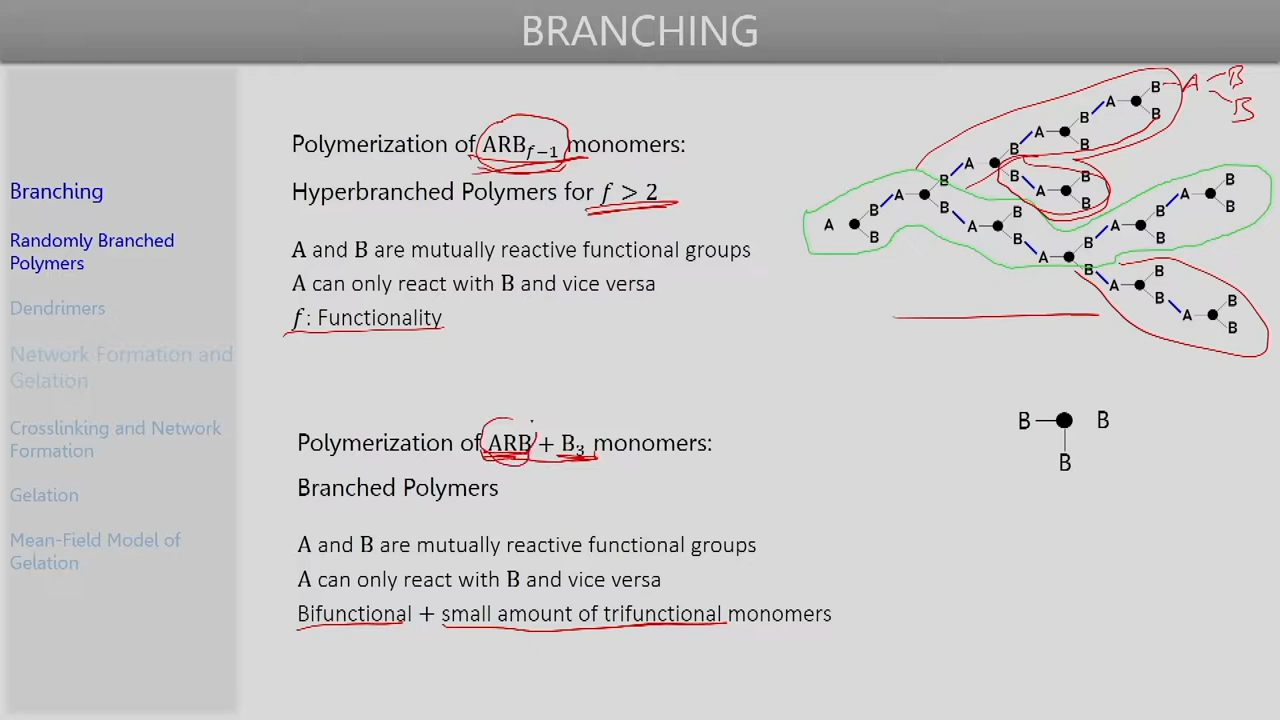 BRANCHING
Branching
Randomly Branched
Polymers
Dendrimers
Network Formation and
Gelation
Crosslinking and Network
Formation
Gelation
Mean-Field Model of
Gelation
Polymerization of ARB_{f−1} monomers:
Hyperbranched Polymers for f > 2
A and B are mutually reactive functional groups
A can only react with B and vice versa
f: Functionality
B A B
A B
B B
A B
B B
A B B
B A B
A B B
A B B A B
B A B
A B
B B
A B
A B
B
A B
B
Polymerization of ARB + B₃ monomers:
Branched Polymers
A and B are mutually reactive functional groups
A can only react with B and vice versa
Bifunctional + small amount of trifunctional monomers
B B
B